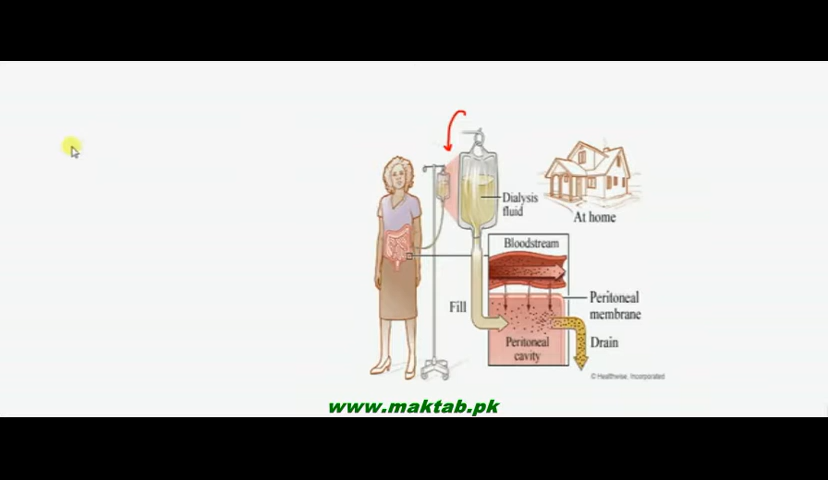 Dialysis
fluid
At home
Bloodstream
Peritoneal
membrane
Fill
Drain
Peritoneal
cavity
© Healthwise, Incorporated
www.maktab.pk